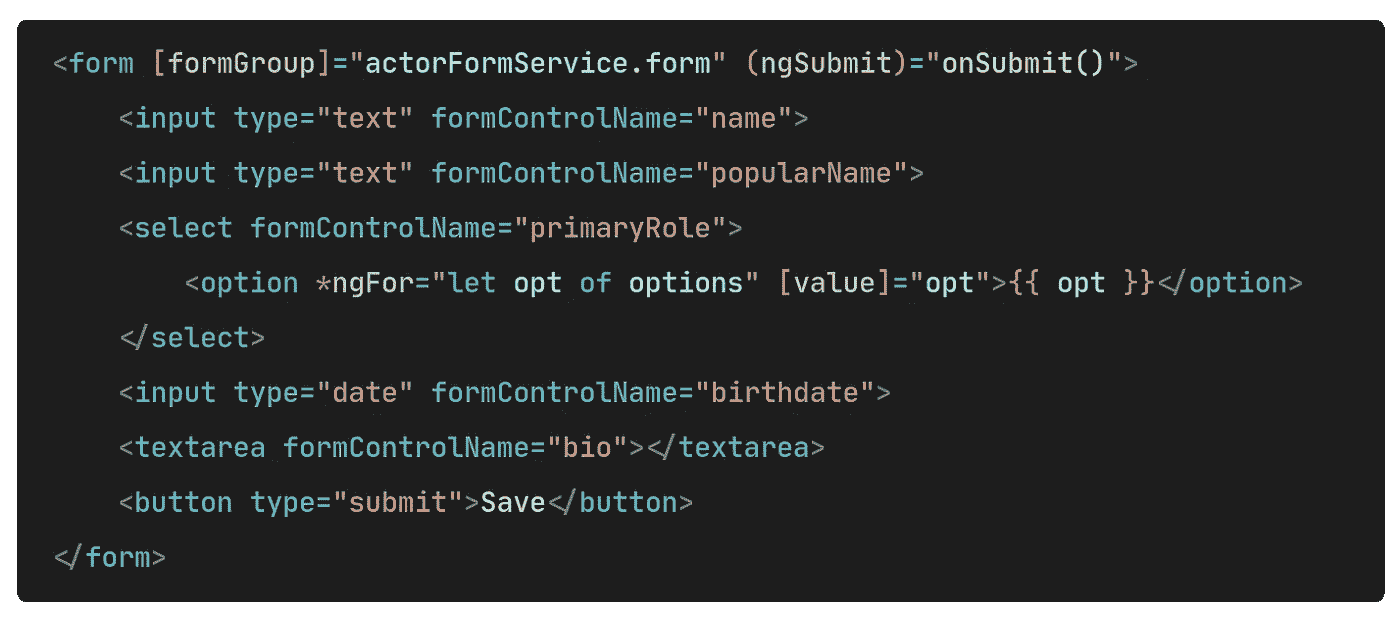 <form [formGroup]="actorFormService.form" (ngSubmit)="onSubmit()">
    <input type="text" formControlName="name">
    <input type="text" formControlName="popularName">
    <select formControlName="primaryRole">
        <option *ngFor="let opt of options" [value]="opt">{{ opt }}</option>
    </select>
    <input type="date" formControlName="birthdate">
    <textarea formControlName="bio"></textarea>
    <button type="submit">Save</button>
</form>